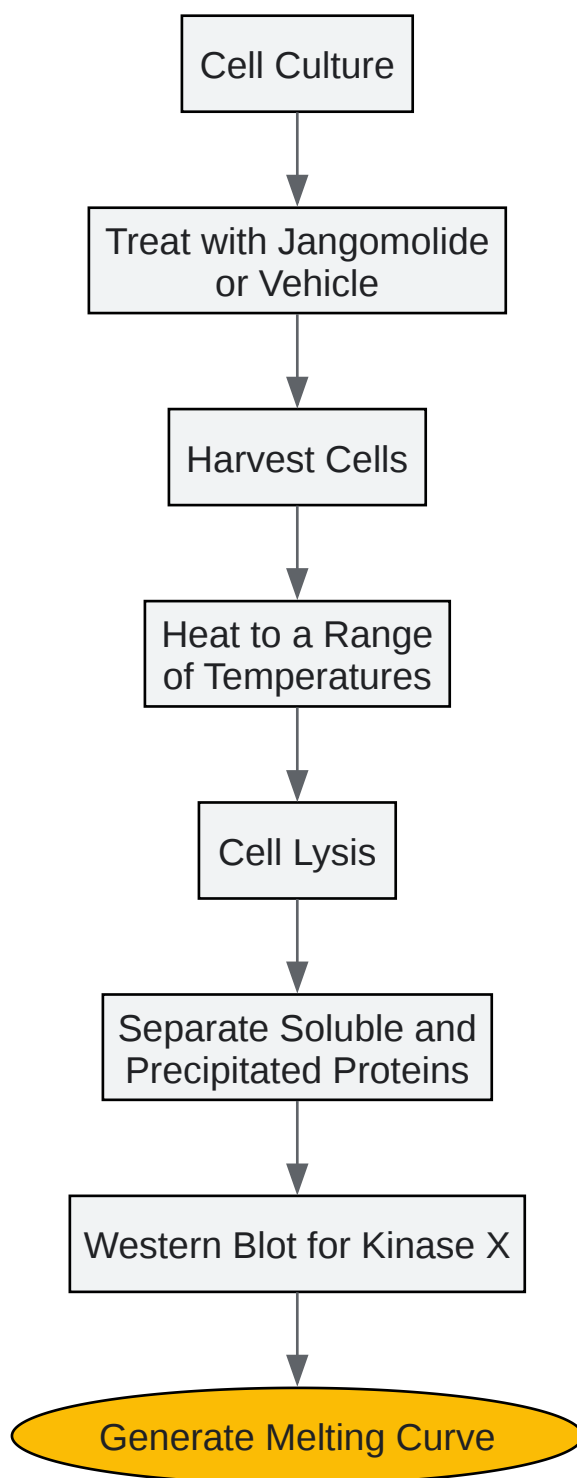 Cell Culture
Treat with Jangomolide
or Vehicle
Harvest Cells
Heat to a Range
of Temperatures
Cell Lysis
Separate Soluble and
Precipitated Proteins
Western Blot for Kinase X
Generate Melting Curve